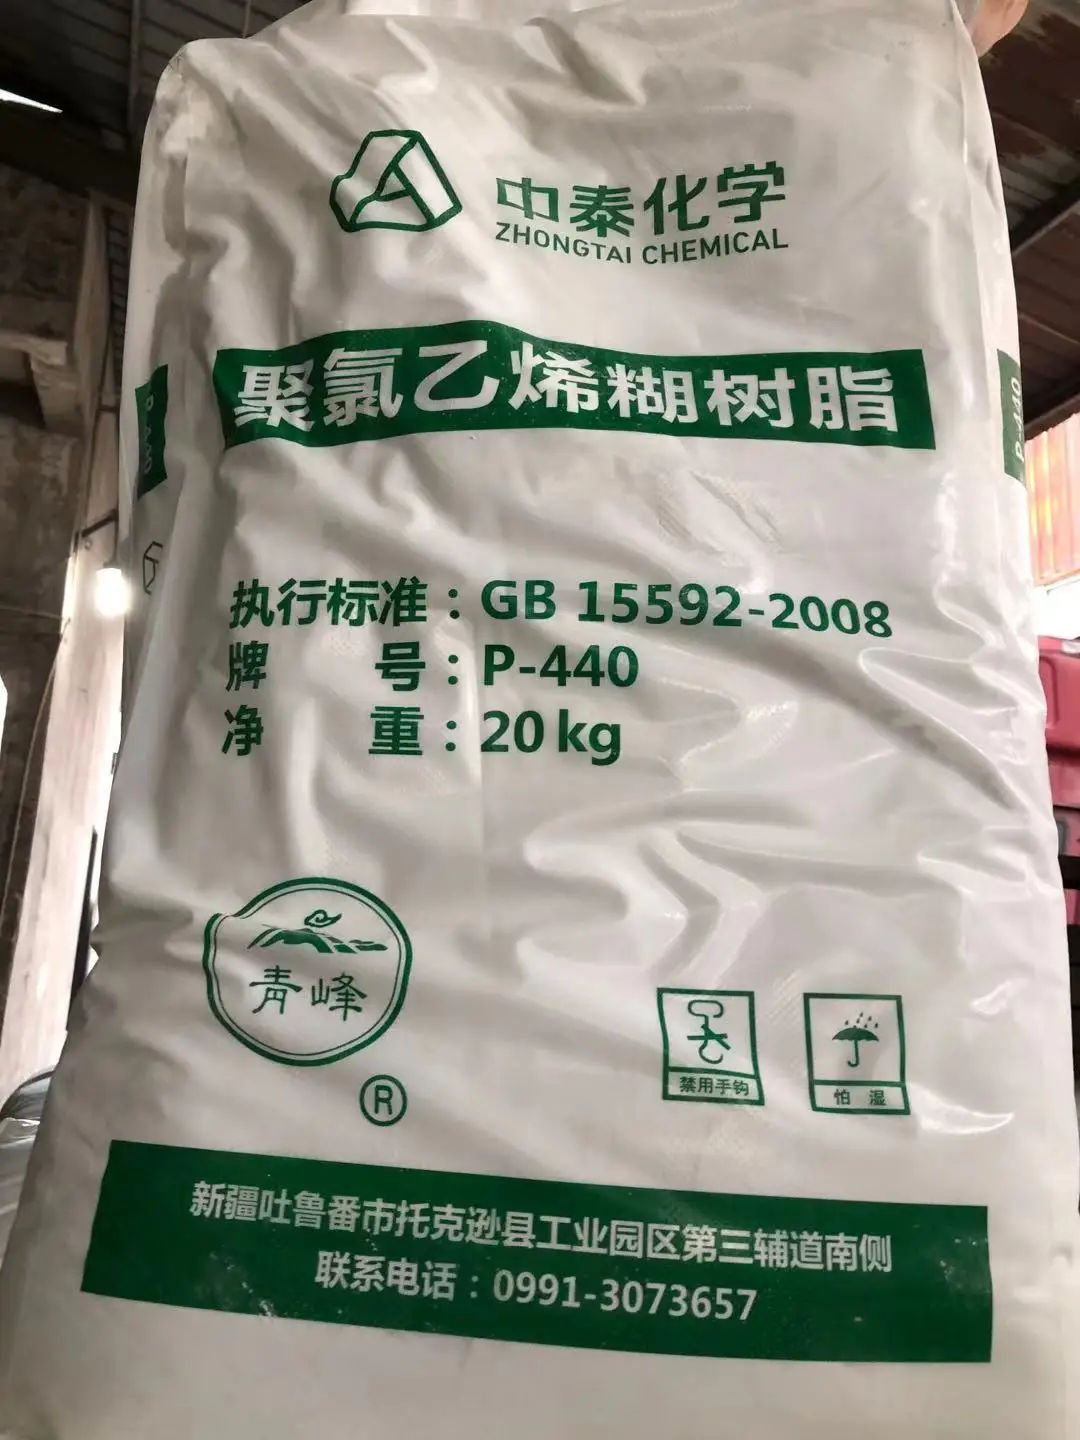 中泰化学
ZHONGTAI CHEMICAL
聚氯乙烯糊树脂
P-440
P-440
执行标准：GB 15592-2008
牌 号：P-440
净 重：20kg
青峰
®
禁用手钩
怕 湿
新疆吐鲁番市托克逊县工业园区第三辅道南侧
联系电话：0991-3073657